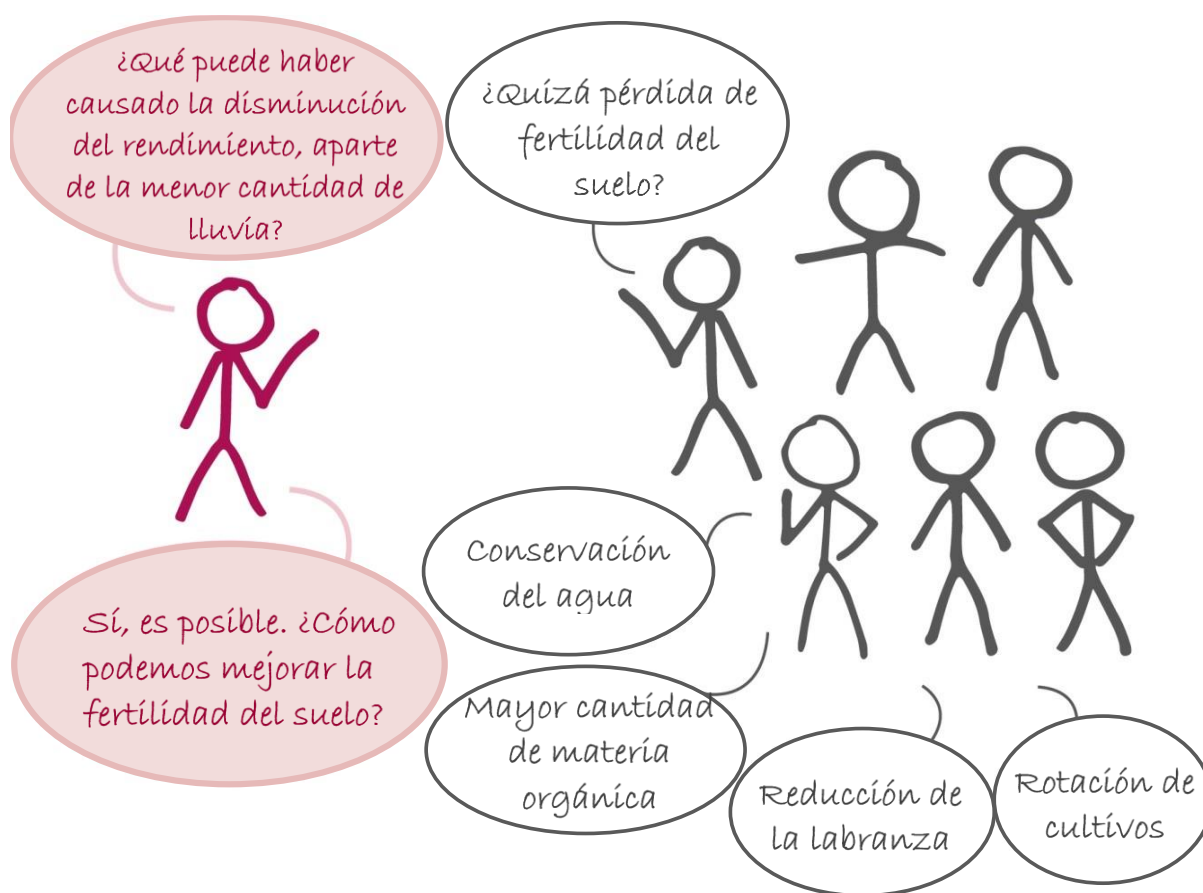 ¿Qué puede haber
causado la disminución
del rendimiento, aparte
de la menor cantidad de
lluvia?
¿Quizá pérdida de
fertilidad del
suelo?
Sí, es posible. ¿Cómo
podemos mejorar la
fertilidad del suelo?
Conservación
del agua
Mayor cantidad
de materia
orgánica
Reducción de
la labranza
Rotación de
cultivos